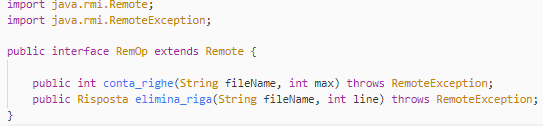 import java.rmi.Remote;
import java.rmi.RemoteException;
public interface RemOp extends Remote {
public int conta_righe(String fileName, int max) throws RemoteException;
public Risposta elimina_riga(String fileName, int line) throws RemoteException;
}